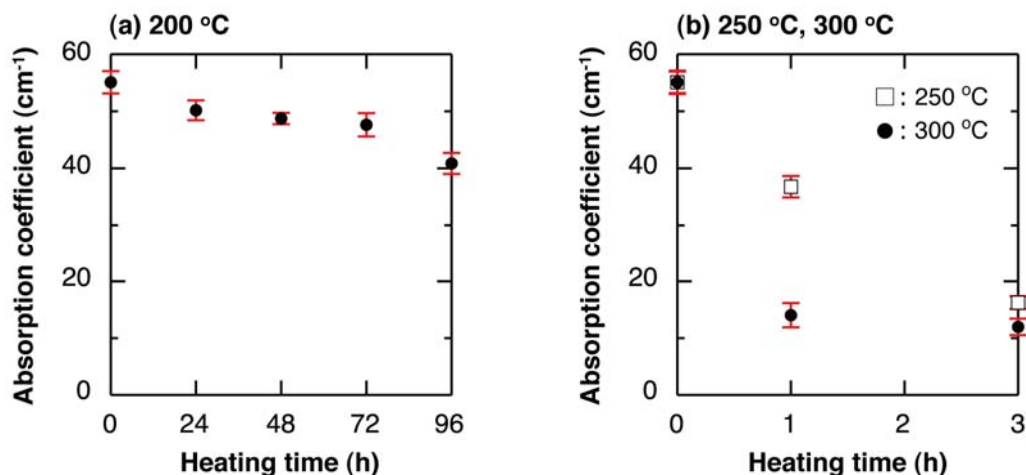 (a) 200 °C
Absorption coefficient (cm-1)
60
40
20
0
0 24 48 72 96
Heating time (h)
(b) 250 °C, 300 °C
Absorption coefficient (cm-1)
60
40
20
0
□ : 250 °C
● : 300 °C
0 1 2 3
Heating time (h)